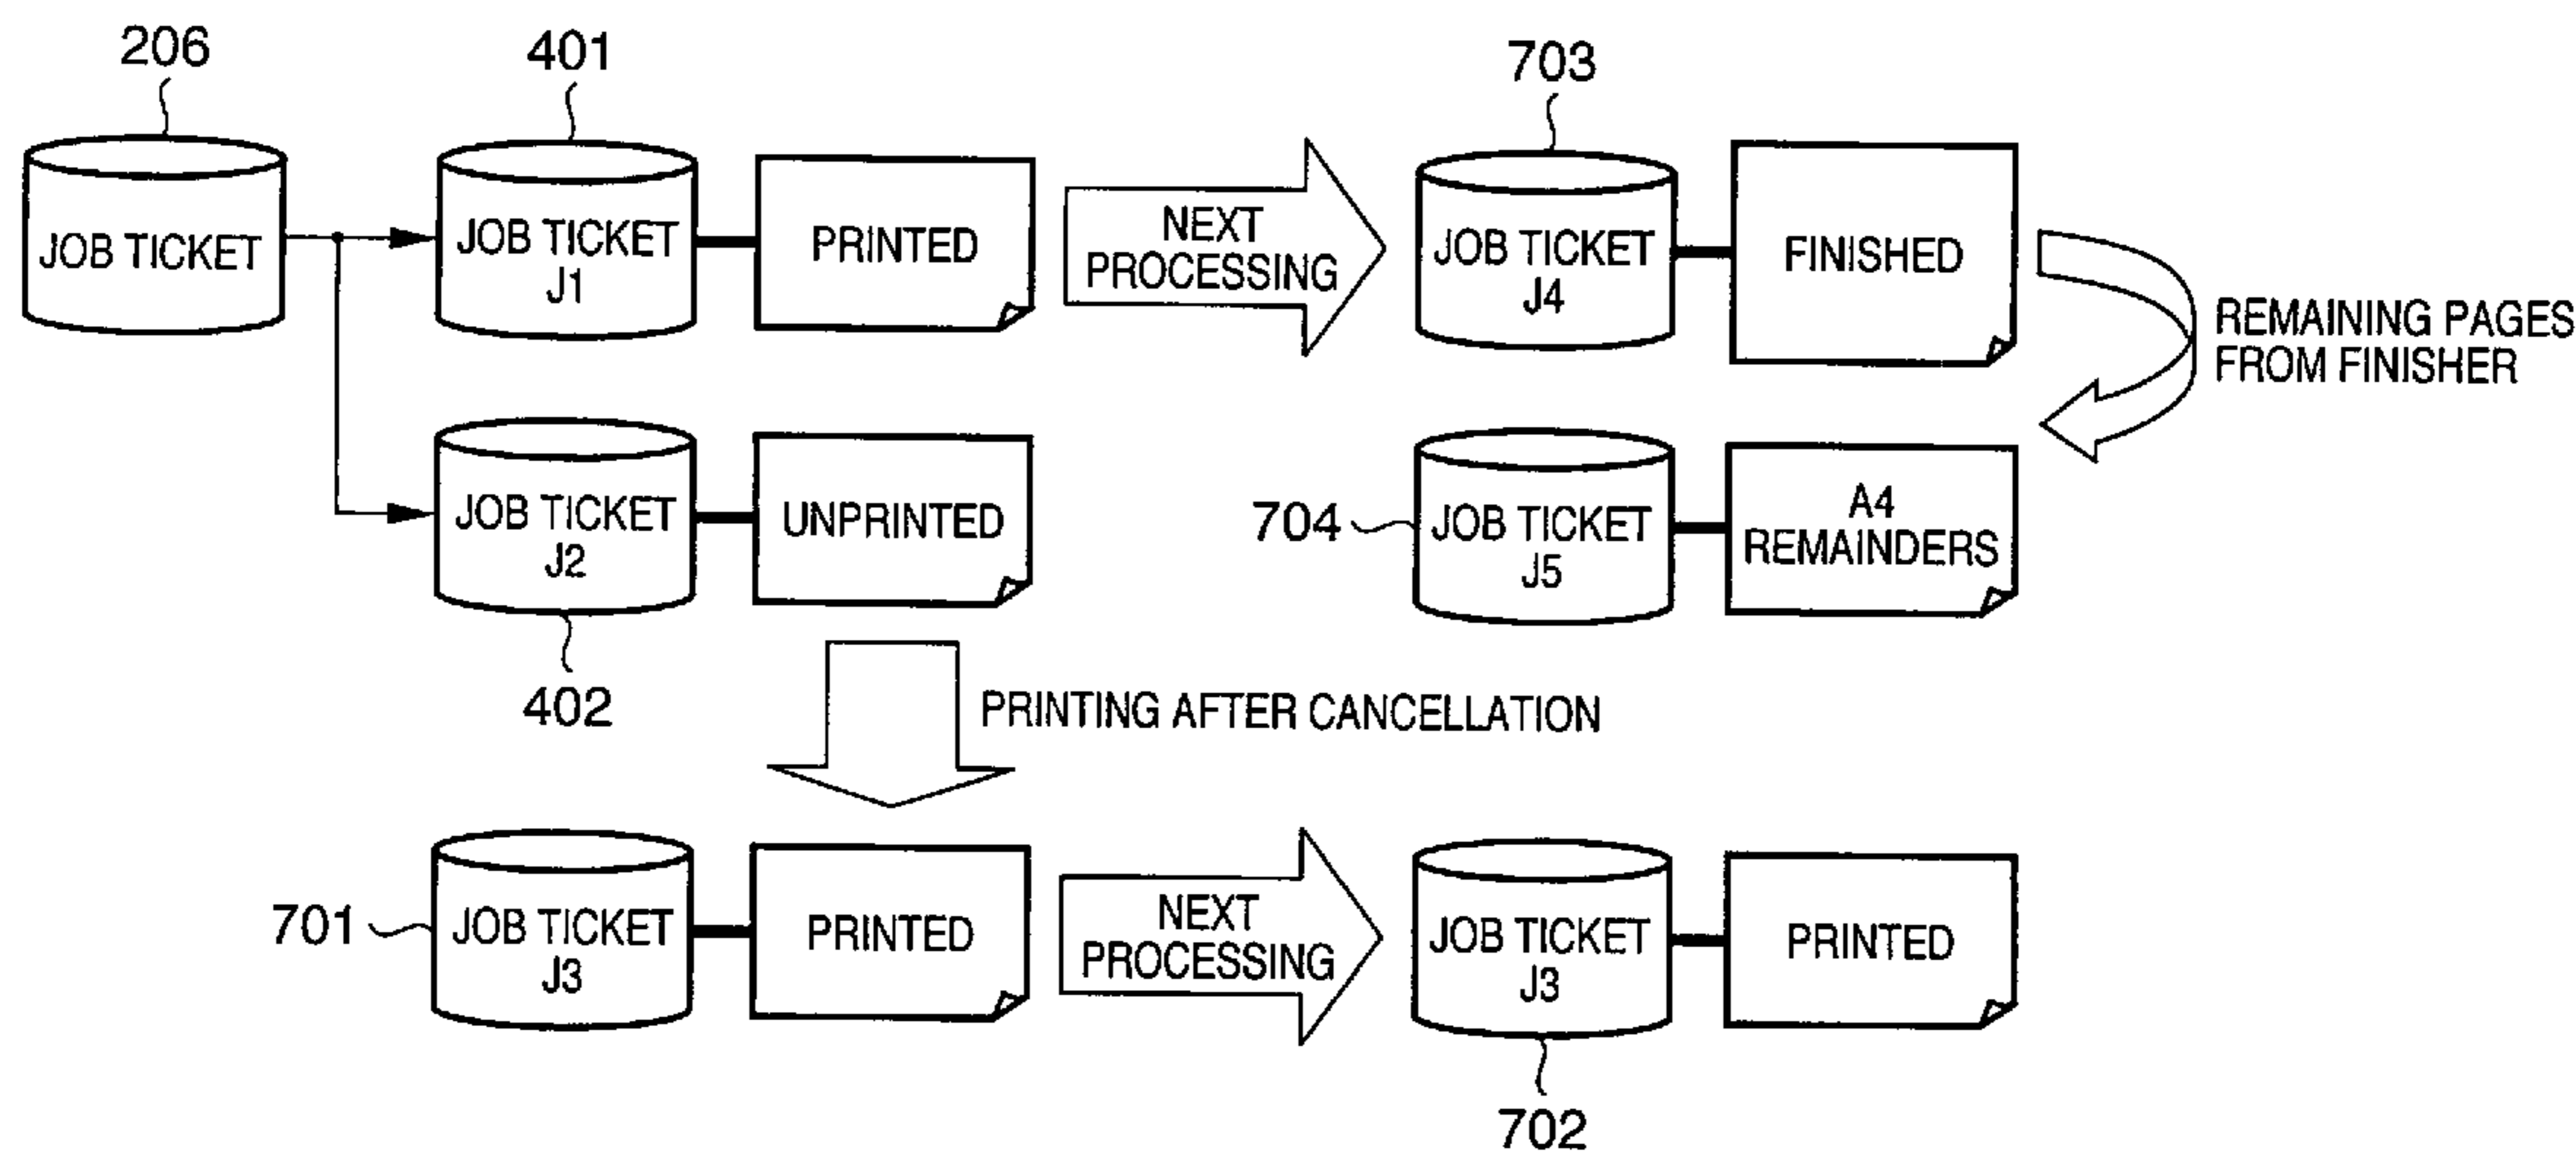 206
401
703
JOB TICKET
JOB TICKET
J1
PRINTED
NEXT
PROCESSING
JOB TICKET
J4
FINISHED
REMAINING PAGES
FROM FINISHER
JOB TICKET
J2
UNPRINTED
402
704
JOB TICKET
J5
A4
REMAINDERS
PRINTING AFTER CANCELLATION
701
JOB TICKET
J3
PRINTED
NEXT
PROCESSING
JOB TICKET
J3
PRINTED
702